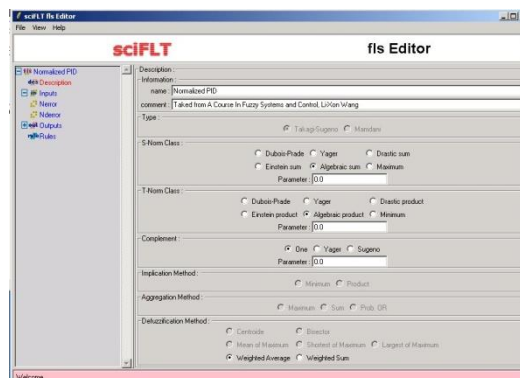 sciFLT fls Editor
File View Help
sciFLT fls Editor
Normalized PID
Description
Inputs
Nerror
Nderror
Outputs
Rules
Description :
Information :
name : Normalized PID
comment : Taked from A Course In Fuzzy Systems and Control, Li-Xin Wang
Type :
Takagi-Sugeno Mamdani
S-Norm Class :
Dubois-Prade Yager Drastic sum
Einstein sum Algebraic sum Maximum
Parameter : 0.0
T-Norm Class :
Dubois-Prade Yager Drastic product
Einstein product Algebraic product Minimum
Parameter : 0.0
Complement :
One Yager Sugeno
Parameter : 0.0
Implication Method :
Minimum Product
Aggregation Method :
Maximum Sum Prob. OR
Defuzzification Method :
Centroide Bisector
Mean of Maximum Shortest of Maximum Largest of Maximum
Weighted Average Weighted Sum
Welcome